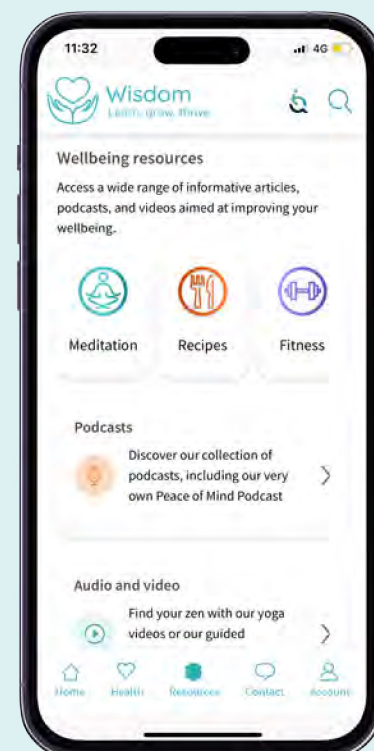 11:32
4G
Wisdom
Learn, grow, thrive
Wellbeing resources
Access a wide range of informative articles,
podcasts, and videos aimed at improving your
wellbeing.
Meditation
Recipes
Fitness
Podcasts
Discover our collection of
podcasts, including our very
own Peace of Mind Podcast
Audio and video
Find your zen with our yoga
videos or our guided
Home
Health
Resources
Contact
Account